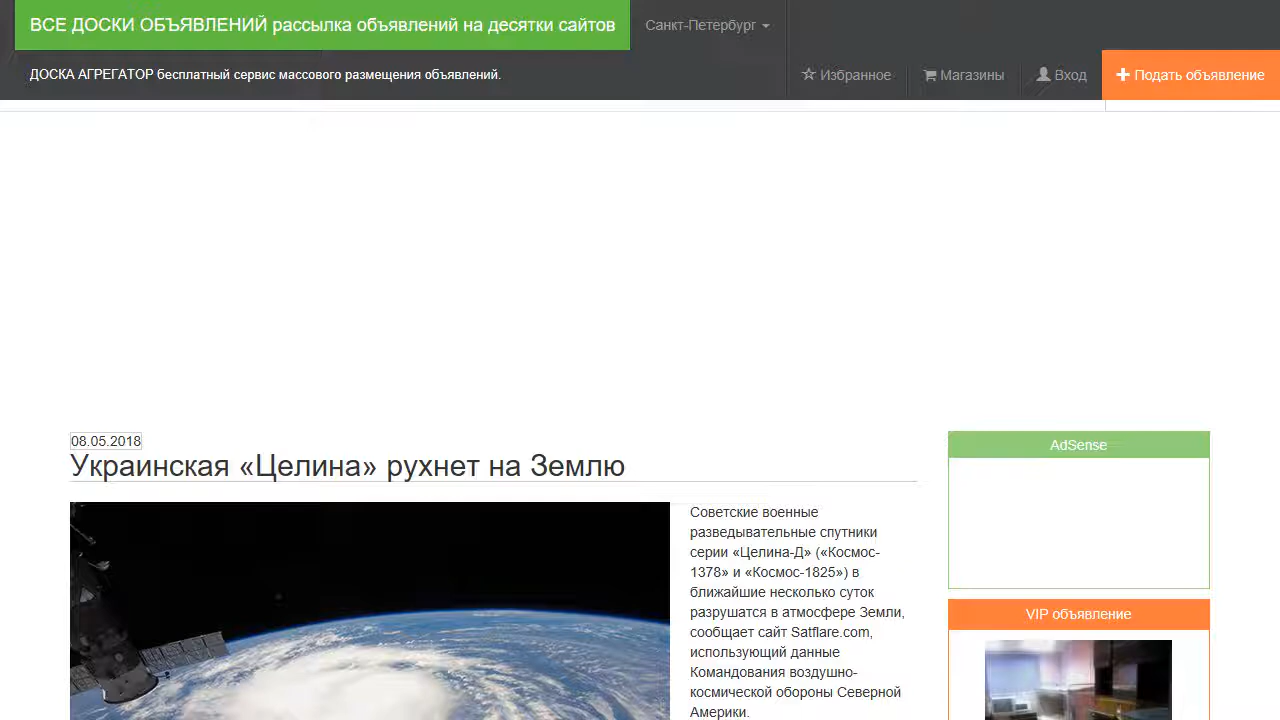 ВСЕ ДОСКИ ОБЪЯВЛЕНИЙ рассылка объявлений на десятки сайтов
Санкт-Петербург
ДОСКА АГРЕГАТОР бесплатный сервис массового размещения объявлений.
Избранное
Магазины
Вход
Подать объявление
08.05.2018
Украинская «Целина» рухнет на Землю
Советские военные
разведывательные спутники
серии «Целина-Д» («Космос-
1378» и «Космос-1825») в
ближайшие несколько суток
разрушатся в атмосфере Земли,
сообщает сайт Satflare.com,
использующий данные
Командования воздушно-
космической обороны Северной
Америки.
AdSense
VIP объявление